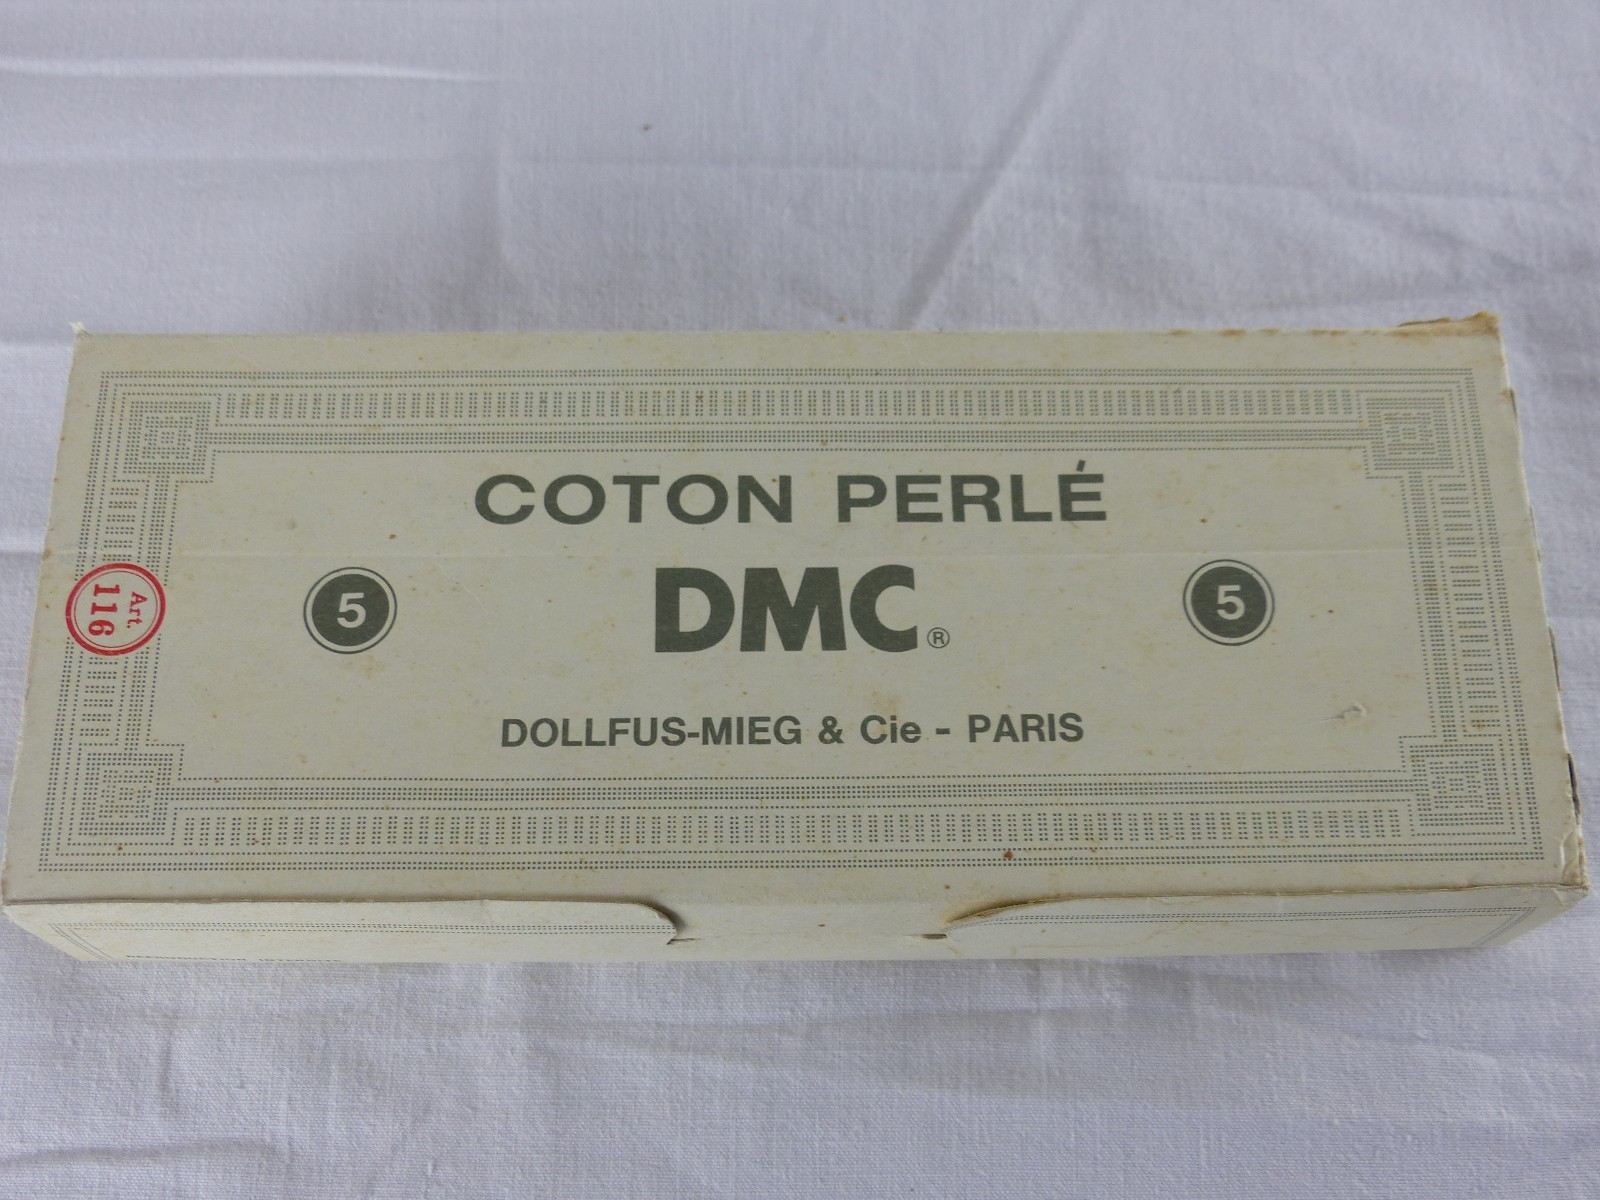 COTON PERLÉ
Art. 116
5 DMC® 5
DOLLFUS-MIEG & Cie - PARIS